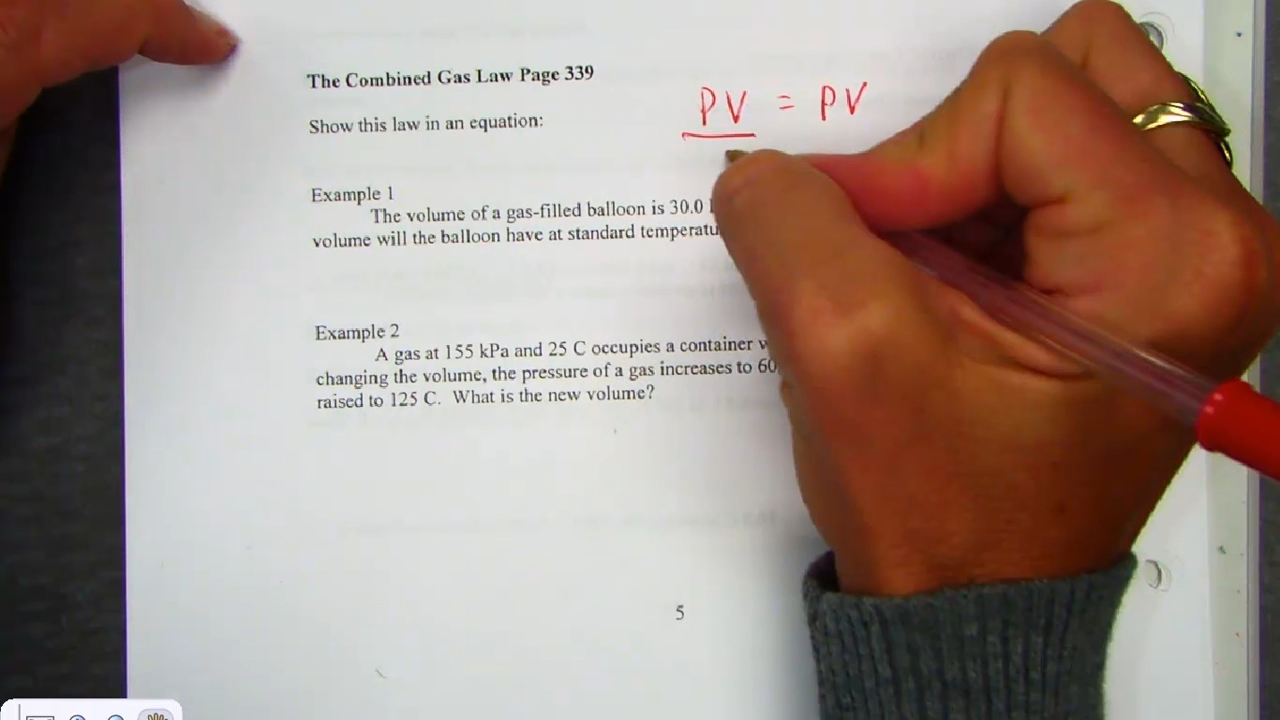 The Combined Gas Law Page 339
PV = PV
Show this law in an equation:
Example 1
The volume of a gas-filled balloon is 30.0
volume will the balloon have at standard
Example 2
A gas at 155 kPa and 25 C occupies a container
changing the volume, the pressure of a gas increases to
raised to 125 C. What is the new volume?
5